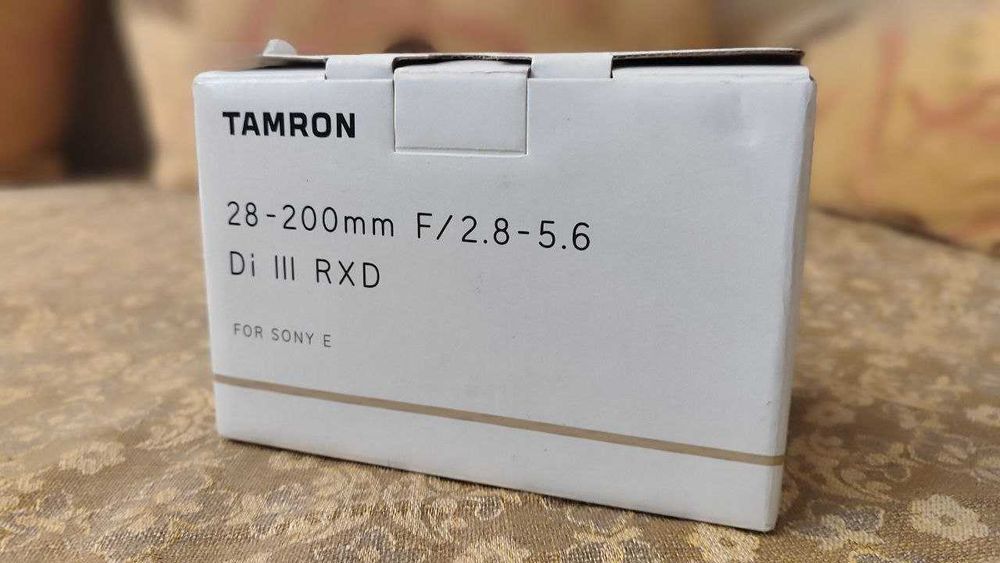 TAMRON
28-200mm F/2.8-5.6
Di III RXD
FOR SONY E